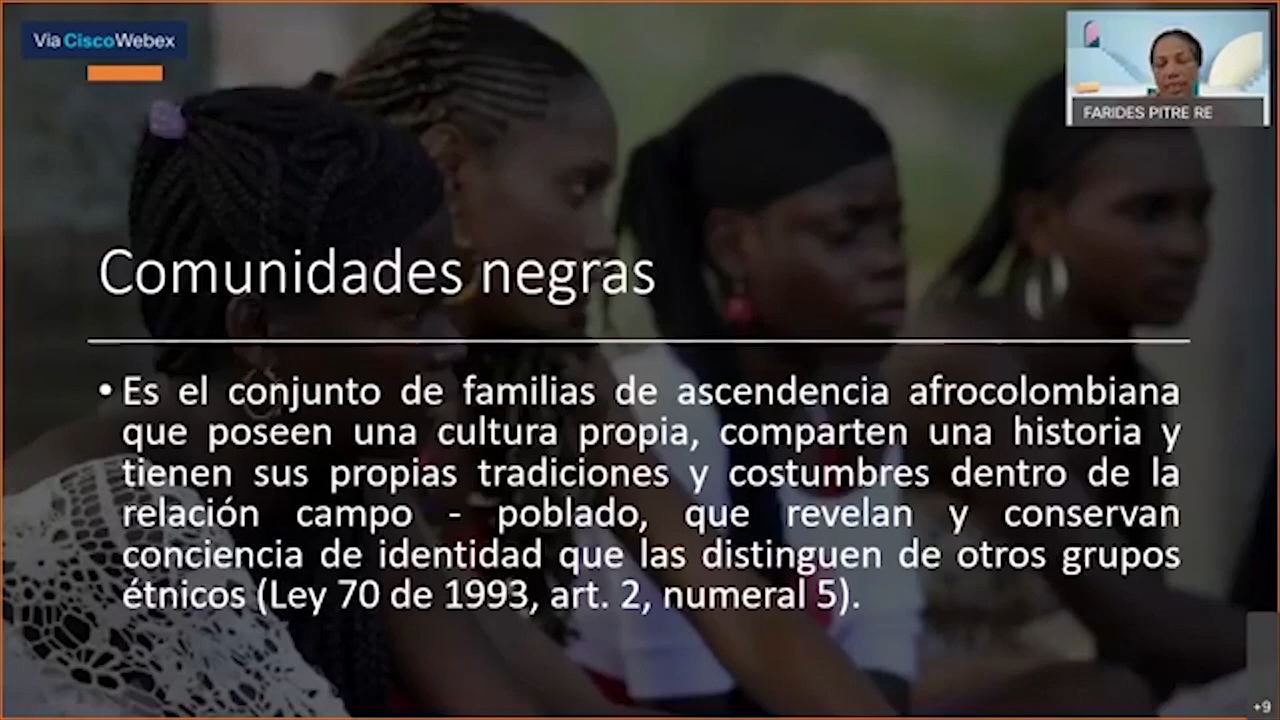 Via CiscoWebex
FARIDES PITRE RE
Comunidades negras
• Es el conjunto de familias de ascendencia afrocolombiana
que poseen una cultura propia, comparten una historia y
tienen sus propias tradiciones y costumbres dentro de la
relación campo - poblado, que revelan y conservan
conciencia de identidad que las distinguen de otros grupos
étnicos (Ley 70 de 1993, art. 2, numeral 5).
+9